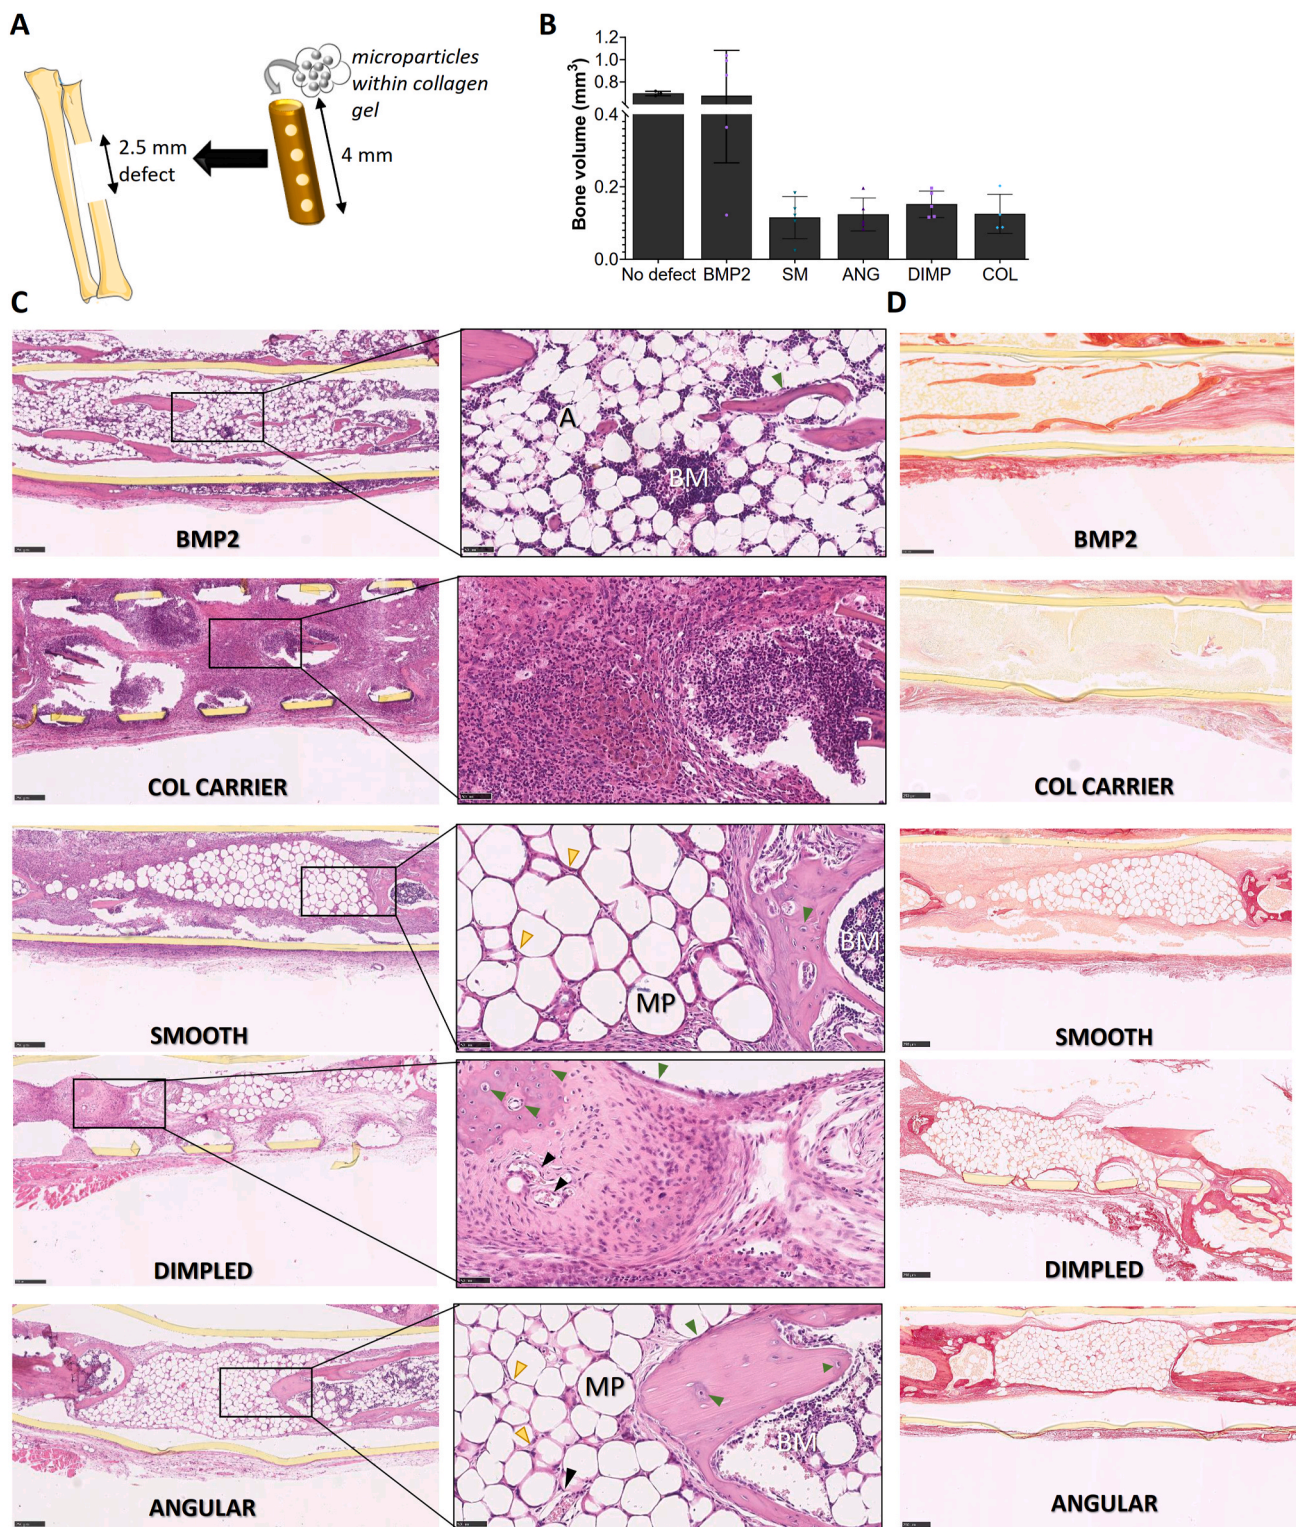 A
microparticles
within collagen
gel
2.5 mm
defect
4 mm
B
Bone volume (mm³)
1.2
1.0
0.8
0.4
0.2
0.0
No defect BMP2 SM ANG DIMP COL
C
D
A
BM
BMP2
BMP2
COL CARRIER
COL CARRIER
MP
BM
SMOOTH
SMOOTH
DIMPLED
DIMPLED
MP
BM
ANGULAR
ANGULAR